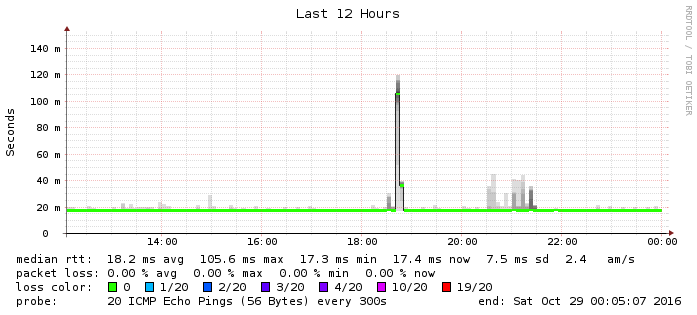 Last 12 Hours
RRDTOOL / TOBI OETIKER
Seconds
140 m
120 m
100 m
80 m
60 m
40 m
20 m
0
14:00 16:00 18:00 20:00 22:00 00:00
median rtt: 18.2 ms avg 105.6 ms max 17.3 ms min 17.4 ms now 7.5 ms sd 2.4 am/s
packet loss: 0.00 % avg 0.00 % max 0.00 % min 0.00 % now
loss color: 0 1/20 2/20 3/20 4/20 10/20 19/20
probe: 20 ICMP Echo Pings (56 Bytes) every 300s end: Sat Oct 29 00:05:07 2016